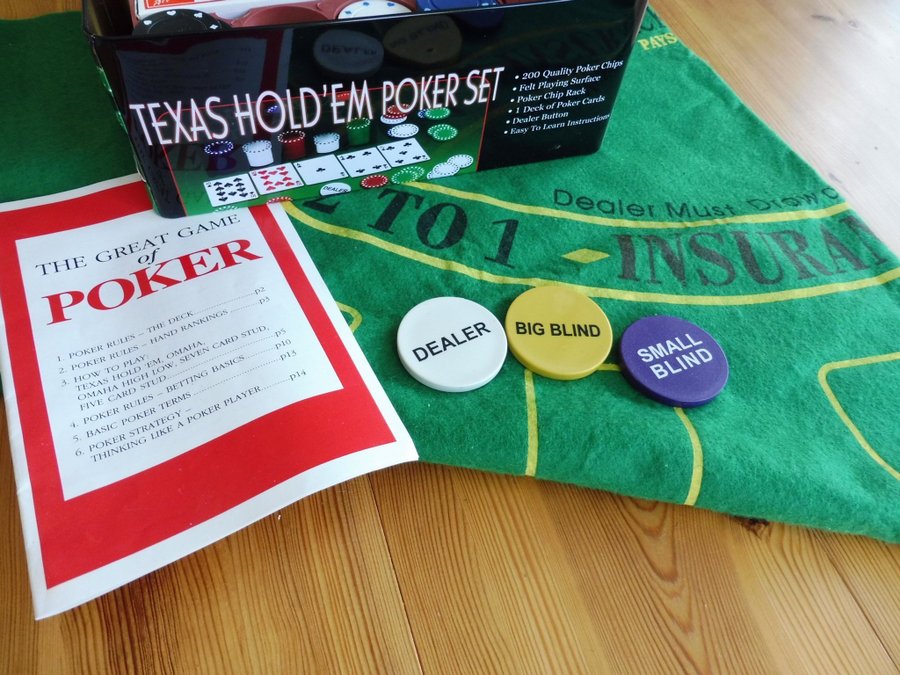 TEXAS HOLD'EM POKER SET
• 200 Quality Poker Chips
• Felt Playing Surface
• Poker Chip Rack
• 1 Deck of Poker Cards
• Dealer Button
• Easy To Learn Instructions
DEALER
PAYS
Dealer Must Draw
2 TO 1
INSURAN
THE GREAT GAME
of
POKER
1. POKER RULES – THE DECK..............p2
2. POKER RULES – HAND RANKINGS.......p3
3. HOW TO PLAY:
TEXAS HOLD 'EM, OMAHA,
OMAHA HIGH LOW, SEVEN CARD STUD,
FIVE CARD STUD..............p5
4. POKER RULES – BETTING BASICS.......p10
5. BASIC POKER TERMS..............p13
6. POKER STRATEGY –
THINKING LIKE A POKER PLAYER..........p14
DEALER
BIG BLIND
SMALL
BLIND